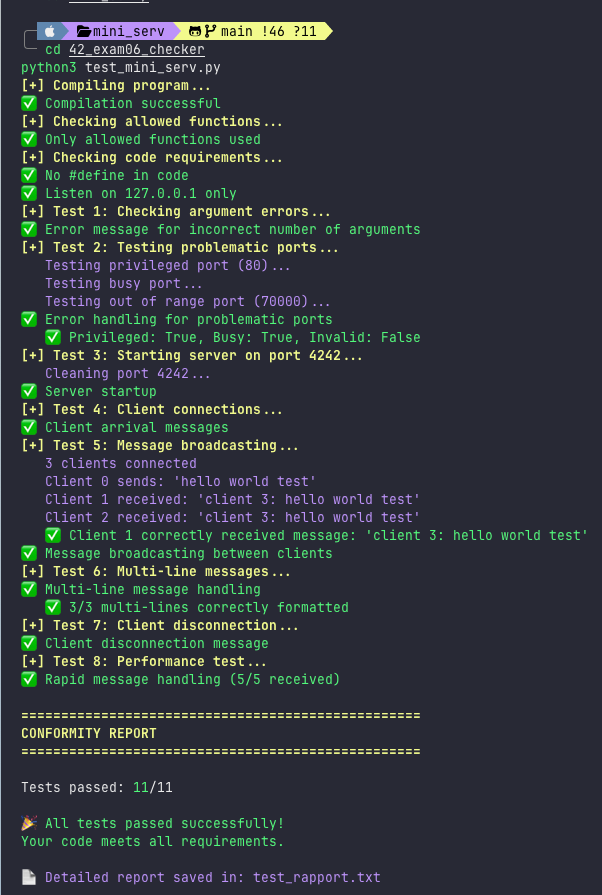 mini_serv main !46 ?11
cd 42_exam06_checker
python3 test_mini_serv.py
[+] Compiling program...
✅ Compilation successful
[+] Checking allowed functions...
✅ Only allowed functions used
[+] Checking code requirements...
✅ No #define in code
✅ Listen on 127.0.0.1 only
[+] Test 1: Checking argument errors...
✅ Error message for incorrect number of arguments
[+] Test 2: Testing problematic ports...
Testing privileged port (80)...
Testing busy port...
Testing out of range port (70000)...
✅ Error handling for problematic ports
✅ Privileged: True, Busy: True, Invalid: False
[+] Test 3: Starting server on port 4242...
Cleaning port 4242...
✅ Server startup
[+] Test 4: Client connections...
✅ Client arrival messages
[+] Test 5: Message broadcasting...
3 clients connected
Client 0 sends: 'hello world test'
Client 1 received: 'client 3: hello world test'
Client 2 received: 'client 3: hello world test'
✅ Client 1 correctly received message: 'client 3: hello world test'
✅ Message broadcasting between clients
[+] Test 6: Multi-line messages...
✅ Multi-line message handling
✅ 3/3 multi-lines correctly formatted
[+] Test 7: Client disconnection...
✅ Client disconnection message
[+] Test 8: Performance test...
✅ Rapid message handling (5/5 received)
==================================================
CONFORMITY REPORT
==================================================
Tests passed: 11/11
🎉 All tests passed successfully!
Your code meets all requirements.
📄 Detailed report saved in: test_rapport.txt